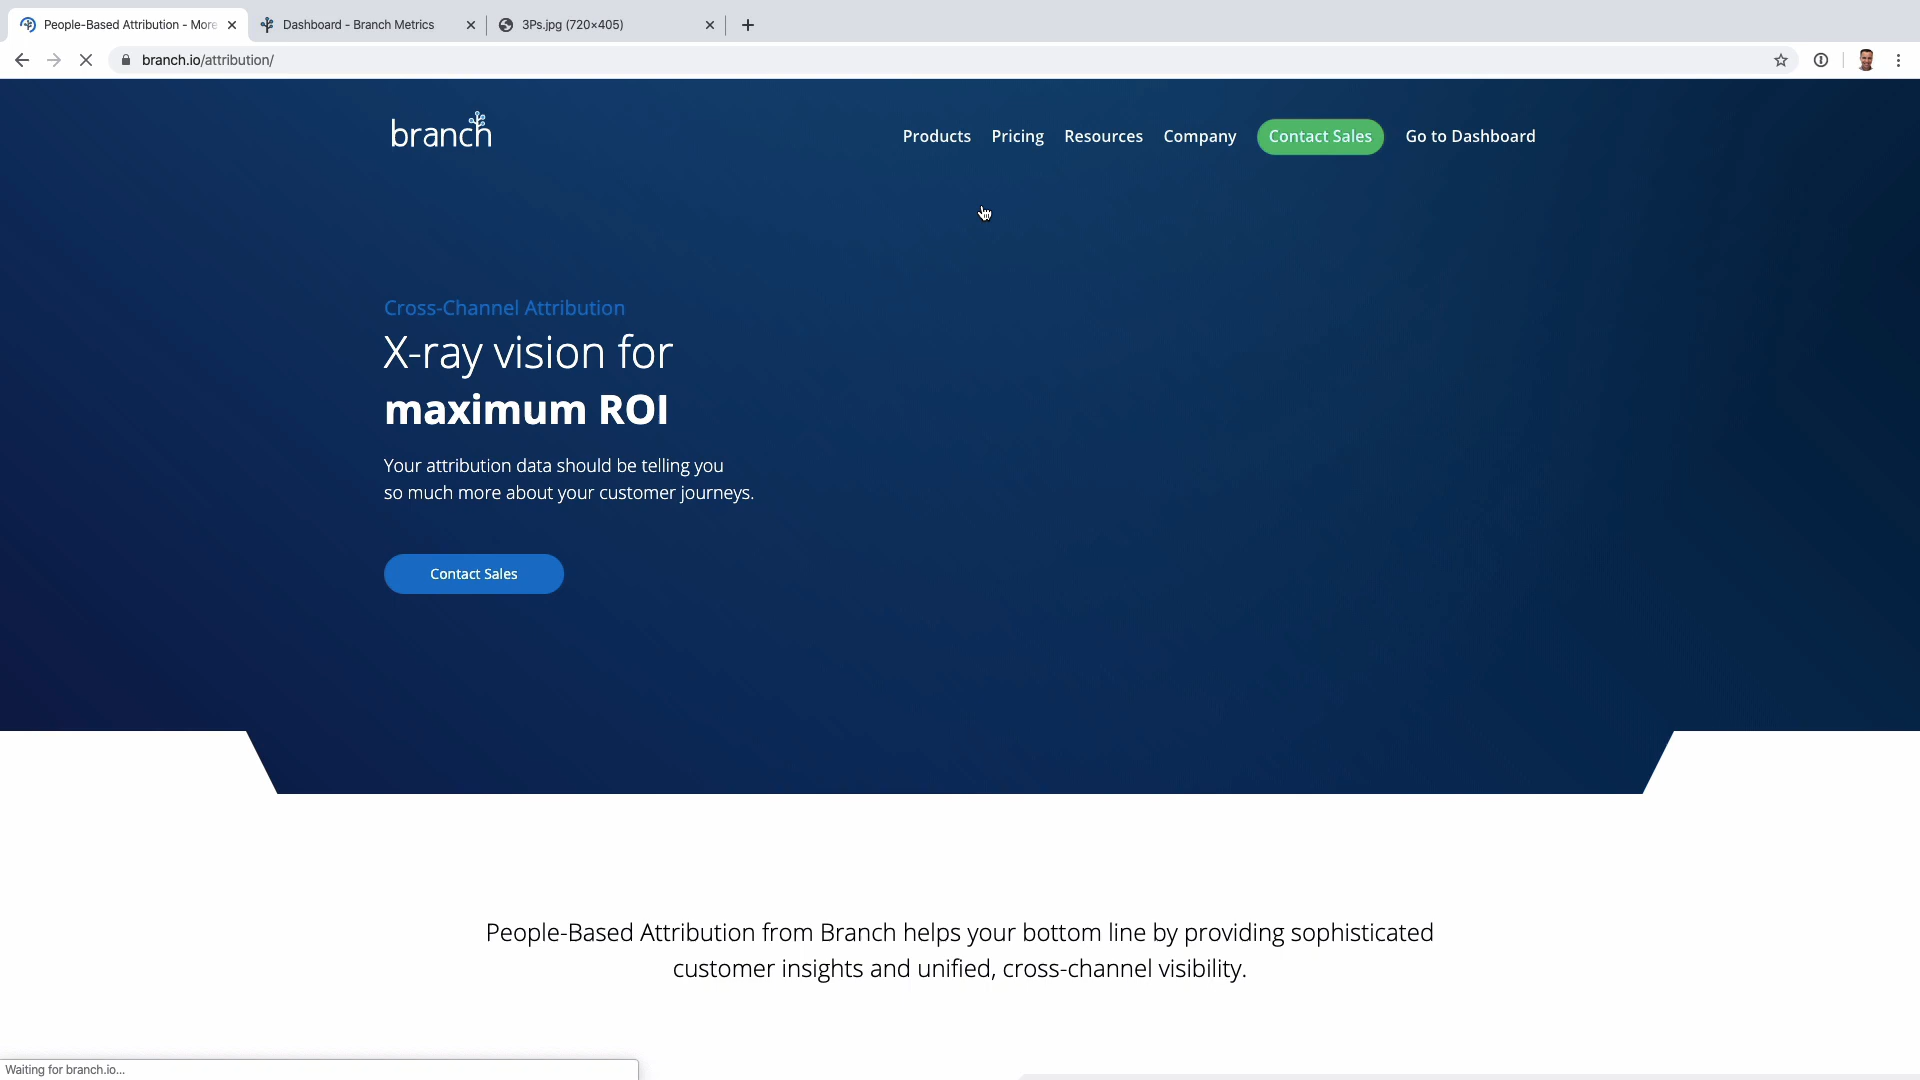 People-Based Attribution - More
Dashboard - Branch Metrics
3Ps.jpg (720×405)
branch.io/attribution/
branch
Products
Pricing
Resources
Company
Contact Sales
Go to Dashboard
Cross-Channel Attribution
X-ray vision for
maximum ROI
Your attribution data should be telling you
so much more about your customer journeys.
Contact Sales
People-Based Attribution from Branch helps your bottom line by providing sophisticated
customer insights and unified, cross-channel visibility.
Waiting for branch.io...